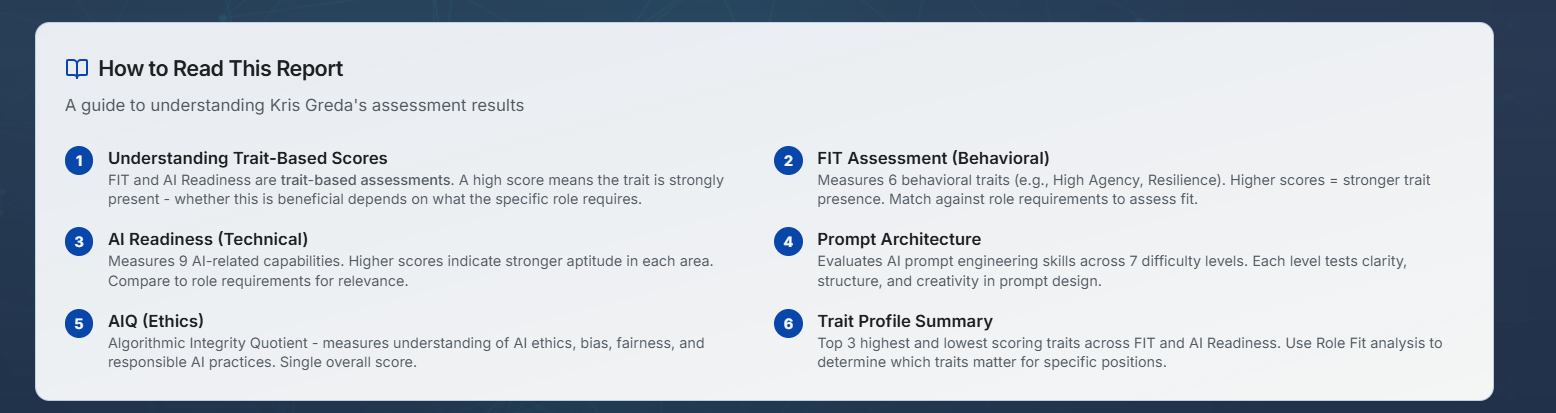 How to Read This Report
A guide to understanding Kris Greda's assessment results
1
Understanding Trait-Based Scores
FIT and AI Readiness are trait-based assessments. A high score means the trait is strongly
present - whether this is beneficial depends on what the specific role requires.
2
FIT Assessment (Behavioral)
Measures 6 behavioral traits (e.g., High Agency, Resilience). Higher scores = stronger trait
presence. Match against role requirements to assess fit.
3
AI Readiness (Technical)
Measures 9 AI-related capabilities. Higher scores indicate stronger aptitude in each area.
Compare to role requirements for relevance.
4
Prompt Architecture
Evaluates AI prompt engineering skills across 7 difficulty levels. Each level tests clarity,
structure, and creativity in prompt design.
5
AIQ (Ethics)
Algorithmic Integrity Quotient - measures understanding of AI ethics, bias, fairness, and
responsible AI practices. Single overall score.
6
Trait Profile Summary
Top 3 highest and lowest scoring traits across FIT and AI Readiness. Use Role Fit analysis to
determine which traits matter for specific positions.